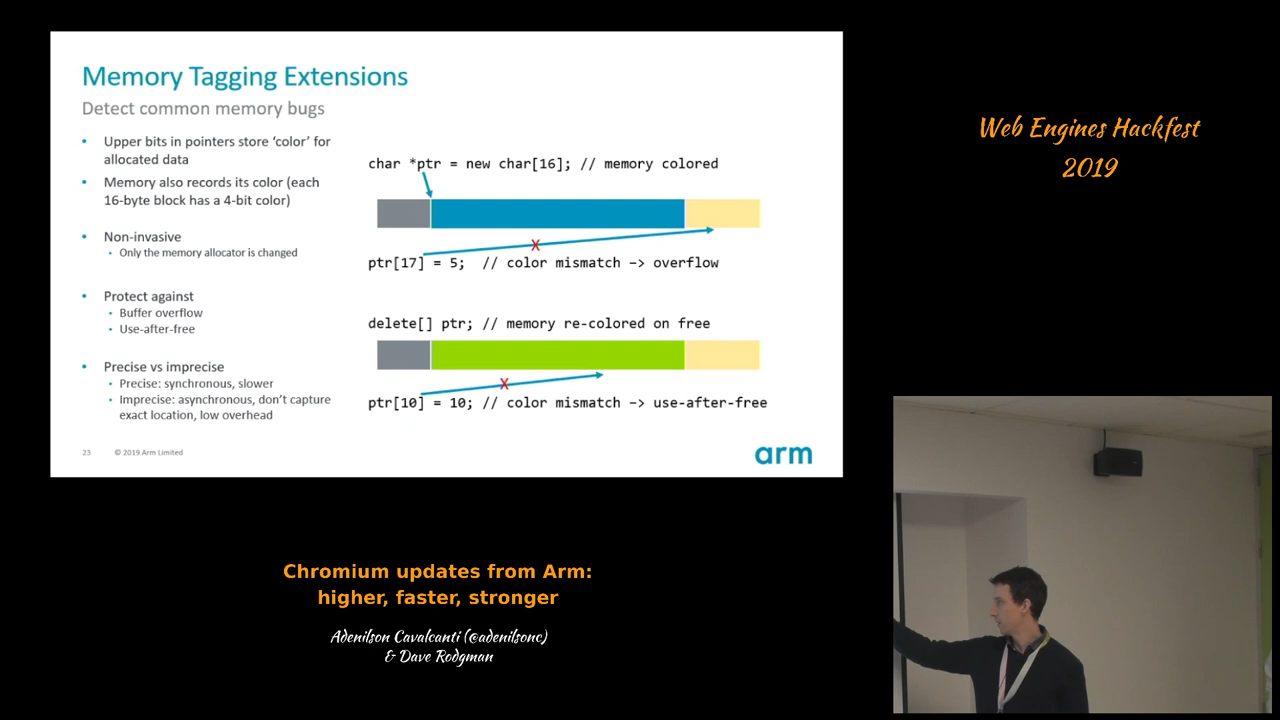 Memory Tagging Extensions
Detect common memory bugs
• Upper bits in pointers store ‘color’ for
allocated data
• Memory also records its color (each
16-byte block has a 4-bit color)
• Non-invasive
• Only the memory allocator is changed
• Protect against
• Buffer overflow
• Use-after-free
• Precise vs imprecise
• Precise: synchronous, slower
• Imprecise: asynchronous, don’t capture
exact location, low overhead
char *ptr = new char[16]; // memory colored
X
ptr[17] = 5;  // color mismatch –> overflow
delete[] ptr; // memory re-colored on free
X
ptr[10] = 10; // color mismatch –> use-after-free
23 © 2019 Arm Limited
arm
Web Engines Hackfest
2019
Chromium updates from Arm:
higher, faster, stronger
Adenilson Cavalcanti (@adenilsonc)
& Dave Rodgman